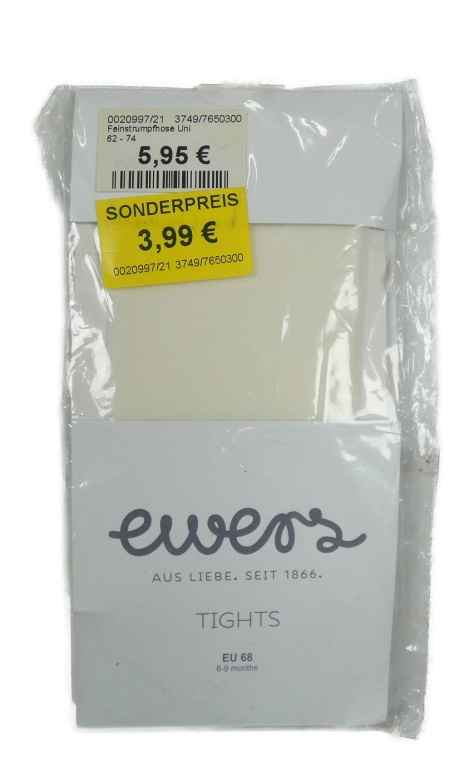 0020997/21 3749/7650300
Feinstrumpfhose Uni
62 - 74
5,95 €
SONDERPREIS
3,99 €
0020997/21 3749/7650300
ewers
AUS LIEBE. SEIT 1866.
TIGHTS
EU 68
6-9 months